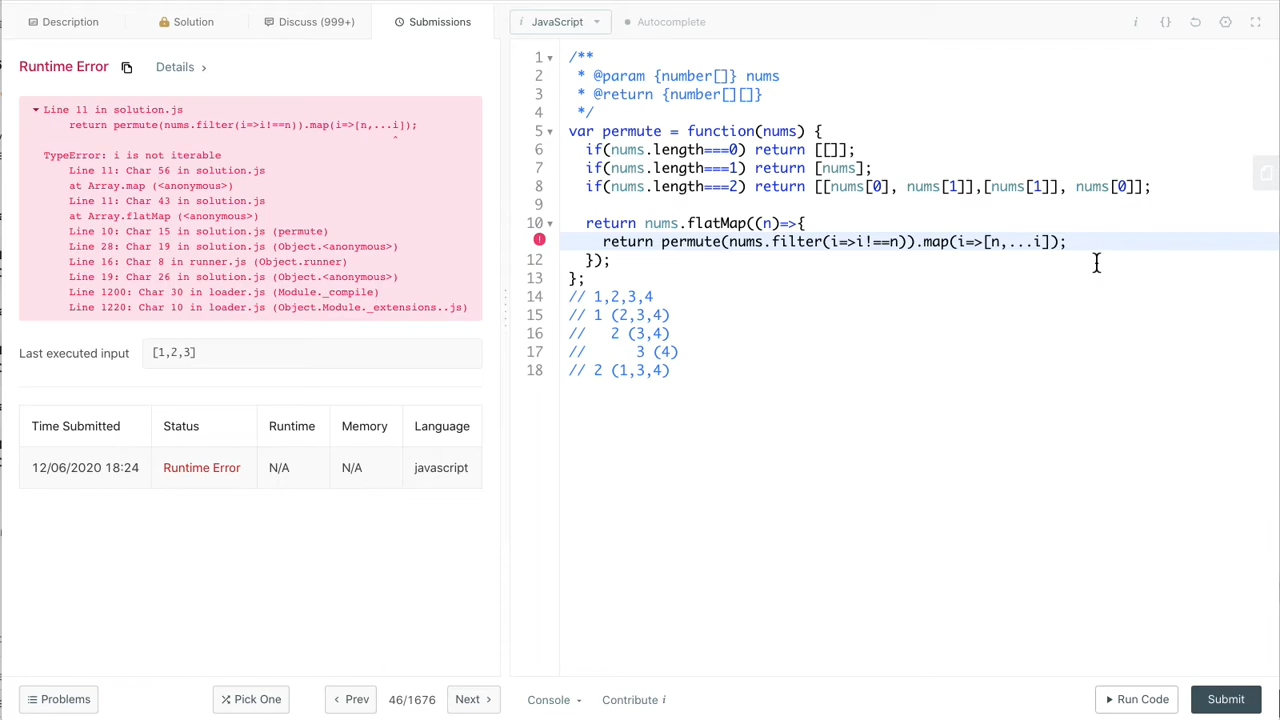 Description
Solution
Discuss (999+)
Submissions
i JavaScript
Autocomplete
i {}
Runtime Error
Details
Line 11 in solution.js
return permute(nums.filter(i=>i!==n)).map(i=>[n,...i]);
^
TypeError: i is not iterable
Line 11: Char 56 in solution.js
at Array.map (<anonymous>)
Line 11: Char 43 in solution.js
at Array.flatMap (<anonymous>)
Line 10: Char 15 in solution.js (permute)
Line 28: Char 19 in solution.js (Object.<anonymous>)
Line 16: Char 8 in runner.js (Object.runner)
Line 19: Char 26 in solution.js (Object.<anonymous>)
Line 1200: Char 30 in loader.js (Module._compile)
Line 1220: Char 10 in loader.js (Object.Module._extensions..js)
Last executed input
[1,2,3]
Time Submitted Status Runtime Memory Language
12/06/2020 18:24 Runtime Error N/A N/A javascript
1 /**
2 * @param {number[]} nums
3 * @return {number[][]}
4 */
5 var permute = function(nums) {
6 if(nums.length===0) return [[]];
7 if(nums.length===1) return [nums];
8 if(nums.length===2) return [[nums[0], nums[1]],[nums[1]], nums[0]];
9
10 return nums.flatMap((n)=>{
return permute(nums.filter(i=>i!==n)).map(i=>[n,...i]);
12 });
13 };
14 // 1,2,3,4
15 // 1 (2,3,4)
16 // 2 (3,4)
17 // 3 (4)
18 // 2 (1,3,4)
Problems
Pick One
Prev
46/1676
Next
Console
Contribute i
Run Code
Submit